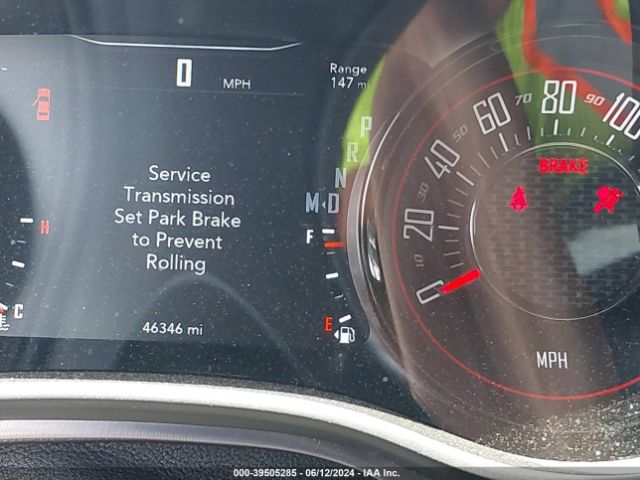 0 MPH
Range
147 mi
P
R
N
M D
Service
Transmission
Set Park Brake
to Prevent
Rolling
46346 mi
H
C
F
E
0
10
20
30
40
50
60
70
80
90
100
BRAKE
MPH
000-39505285 - 06/12/2024 - IAA Inc.